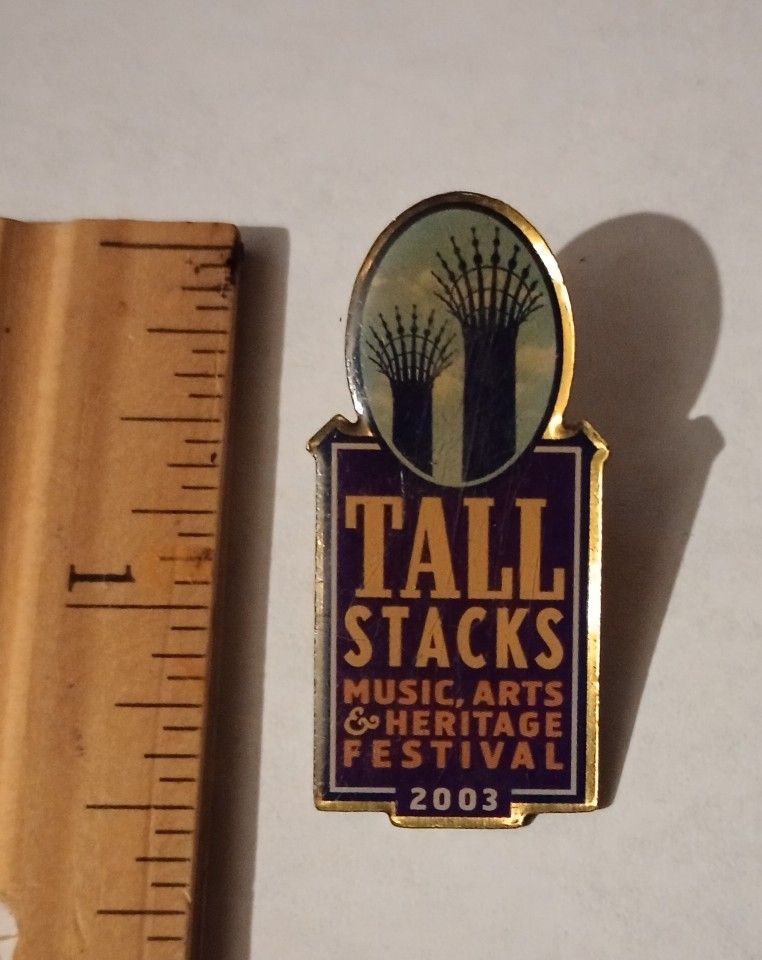 TALL
STACKS
MUSIC, ARTS
& HERITAGE
FESTIVAL
2003
1